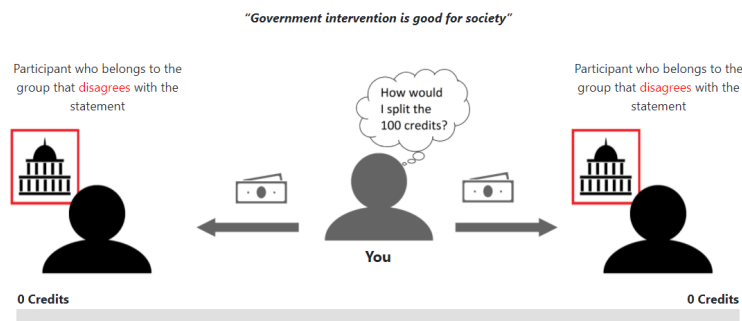 “Government intervention is good for society”
Participant who belongs to the
group that disagrees with the
statement
How would
I split the
100 credits?
Participant who belongs to the
group that disagrees with the
statement
You
0 Credits
0 Credits